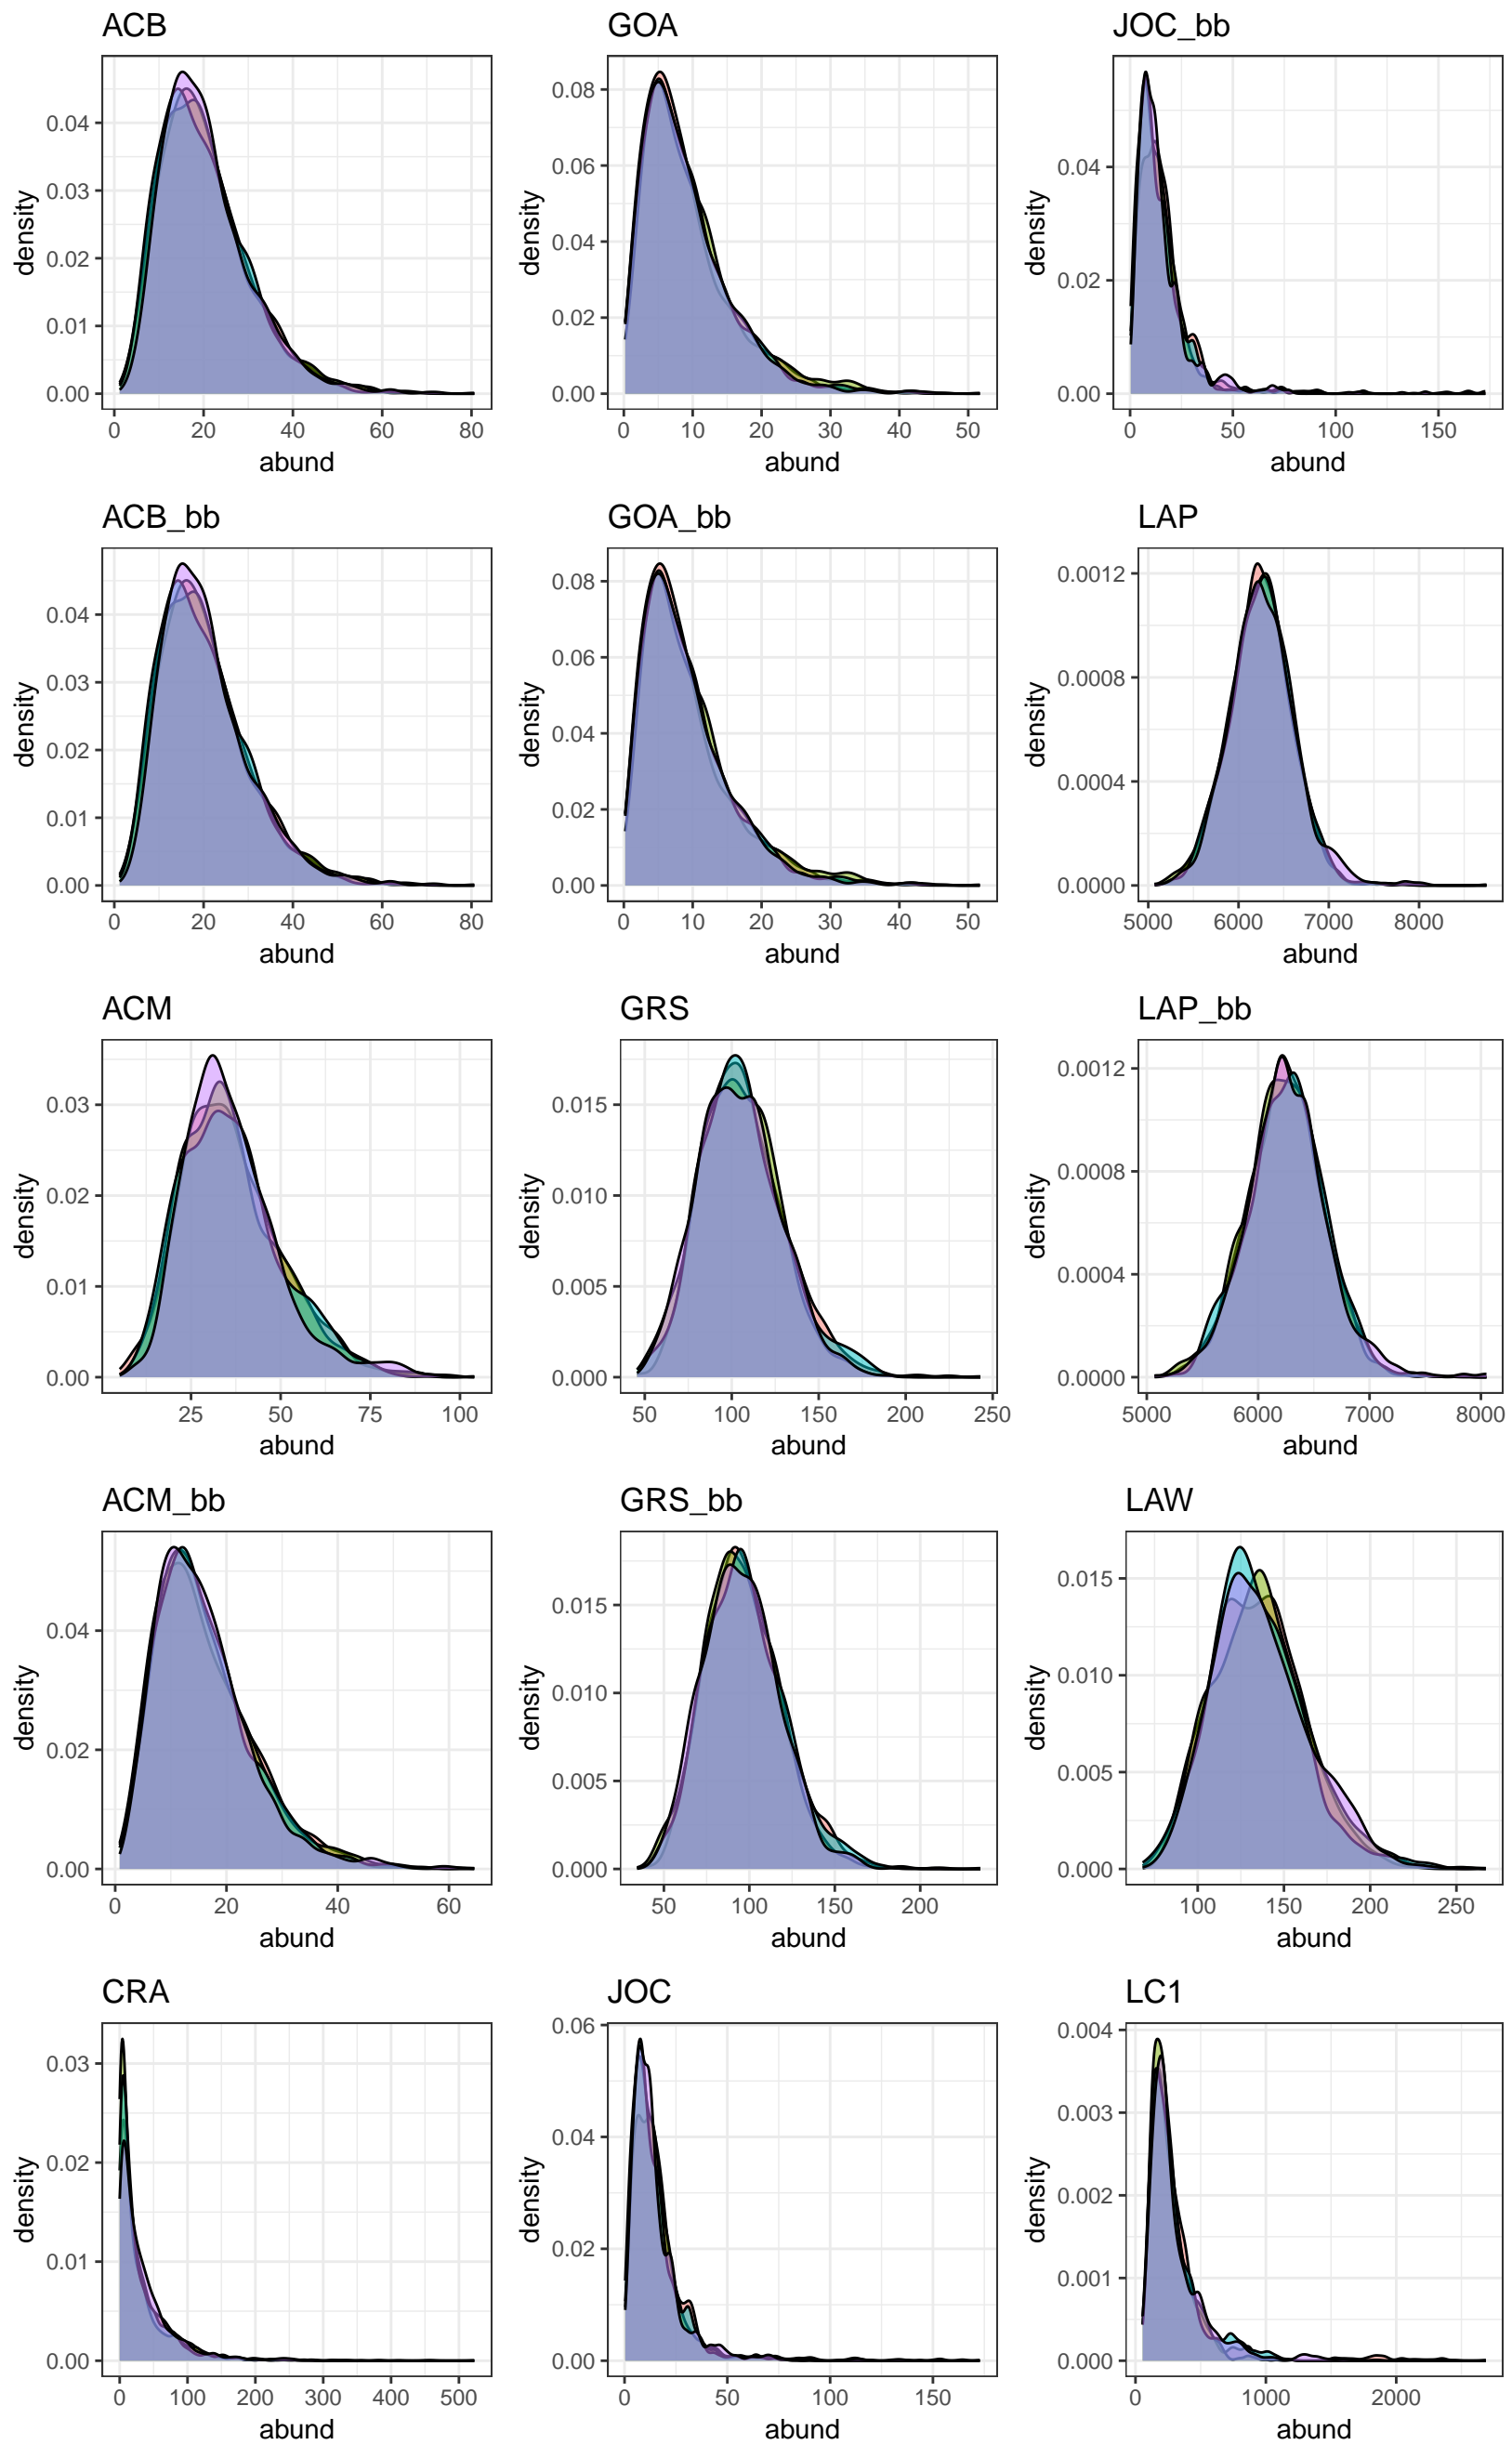 ACB GOA JOC_bb
density 0.04 0.03 0.02 0.01 0.00
0 20 40 60 80
abund
density 0.08 0.06 0.04 0.02 0.00
0 10 20 30 40 50
abund
density 0.04 0.02 0.00
0 50 100 150
abund
ACB_bb GOA_bb LAP
density 0.04 0.03 0.02 0.01 0.00
0 20 40 60 80
abund
density 0.08 0.06 0.04 0.02 0.00
0 10 20 30 40 50
abund
density 0.0012 0.0008 0.0004 0.0000
5000 6000 7000 8000
abund
ACM GRS LAP_bb
density 0.03 0.02 0.01 0.00
25 50 75 100
abund
density 0.015 0.010 0.005 0.000
50 100 150 200 250
abund
density 0.0012 0.0008 0.0004 0.0000
5000 6000 7000 8000
abund
ACM_bb GRS_bb LAW
density 0.04 0.02 0.00
0 20 40 60
abund
density 0.015 0.010 0.005 0.000
50 100 150 200
abund
density 0.015 0.010 0.005 0.000
100 150 200 250
abund
CRA JOC LC1
density 0.03 0.02 0.01 0.00
0 100 200 300 400 500
abund
density 0.06 0.04 0.02 0.00
0 50 100 150
abund
density 0.004 0.003 0.002 0.001 0.000
0 1000 2000
abund